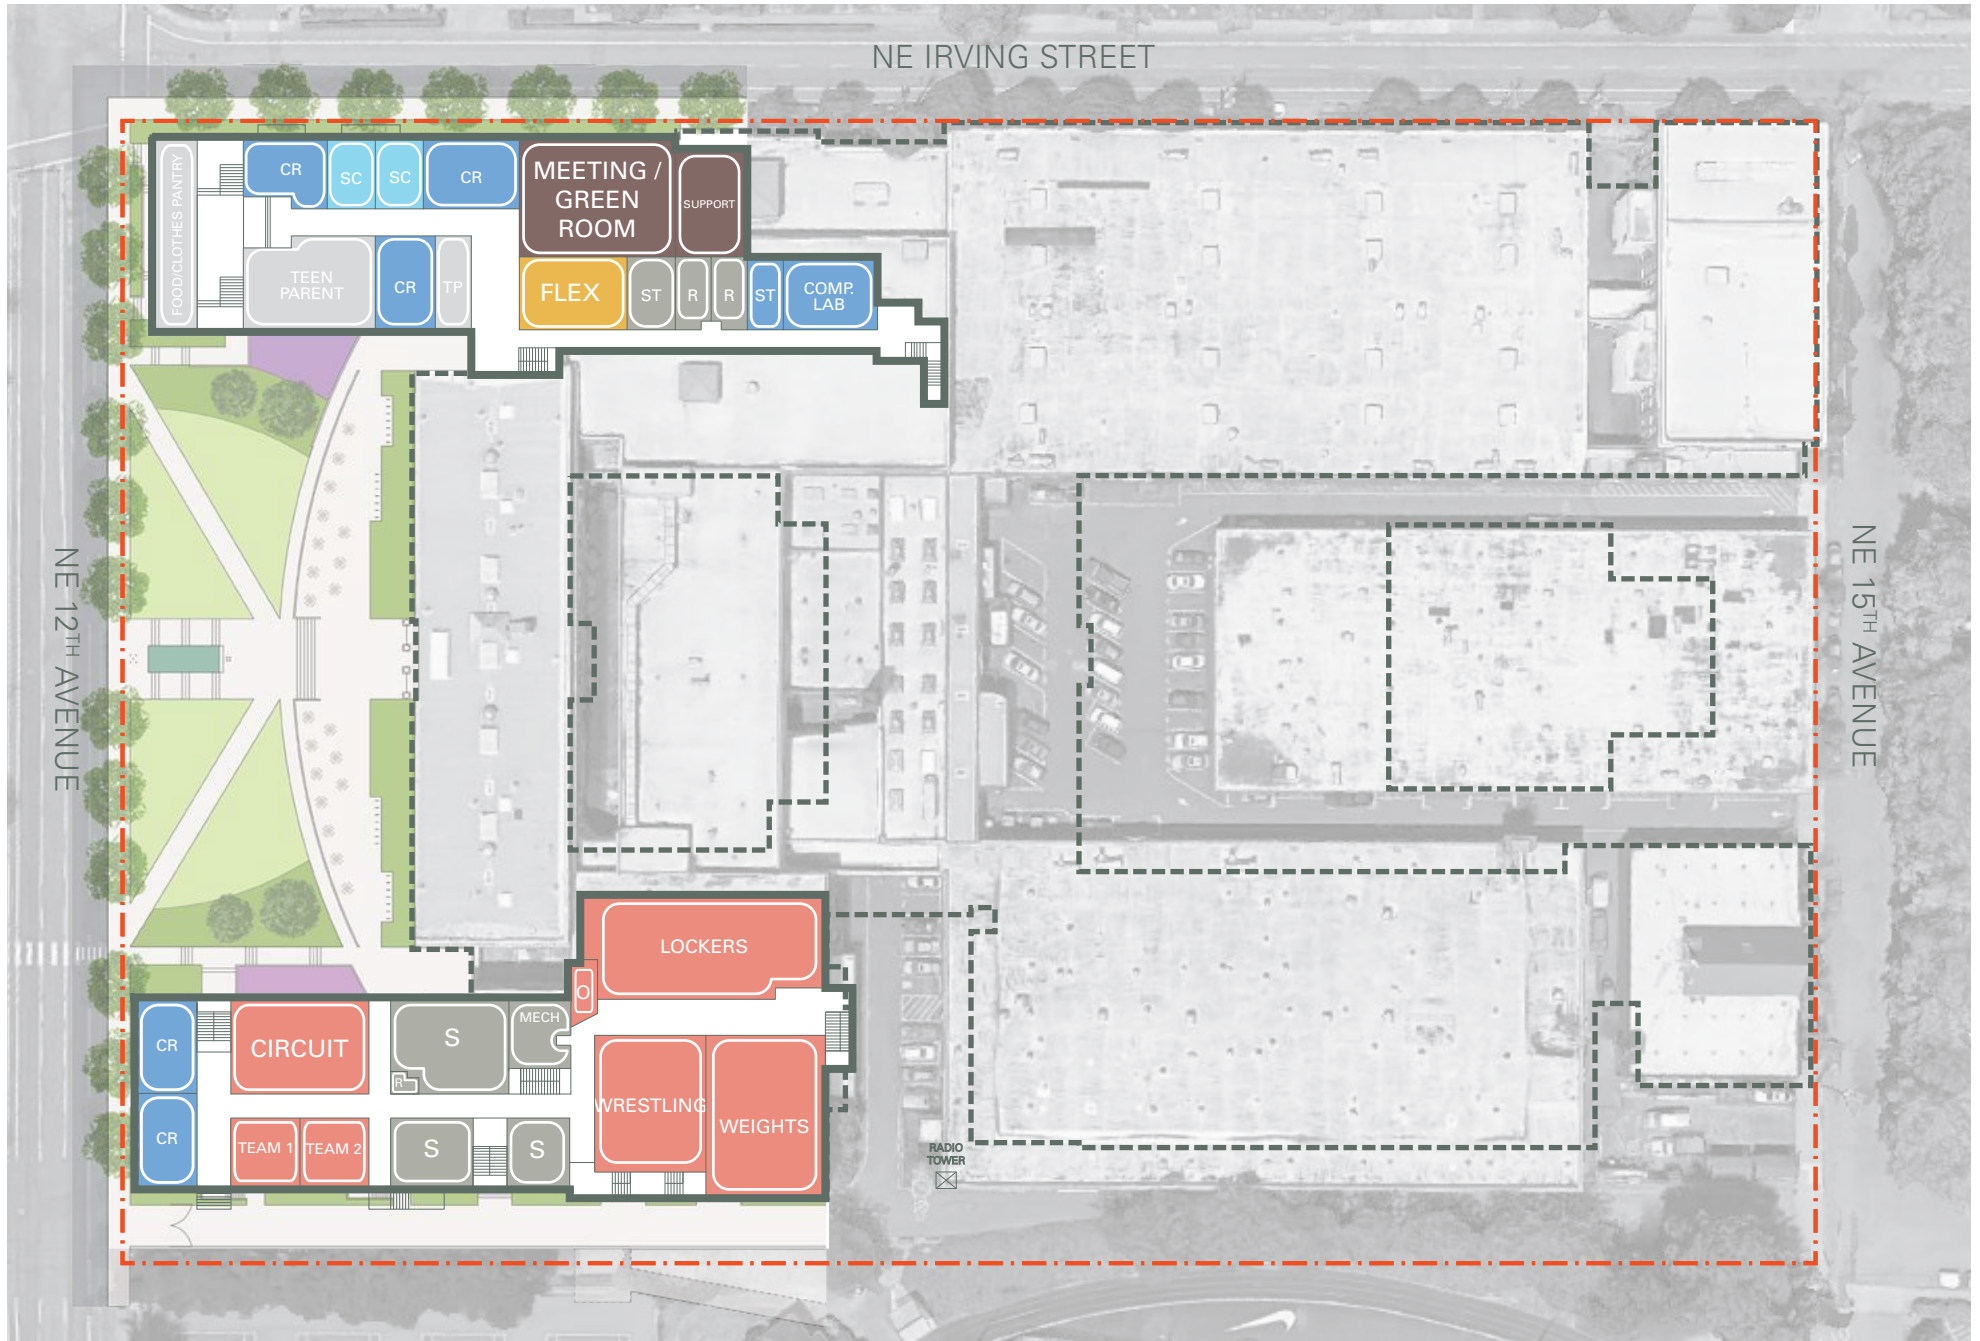 NE IRVING STREET
CR
SC
SC
CR
MEETING /
GREEN
ROOM
SUPPORT
FOOD/CLOTHES PANTRY
TEEN
PARENT
CR
TP
FLEX
ST
R
R
ST
COMP.
LAB
NE 12TH AVENUE
NE 15TH AVENUE
LOCKERS
O
CR
CIRCUIT
S
MECH
R
WRESTLING
WEIGHTS
CR
TEAM 1
TEAM 2
S
S
RADIO
TOWER